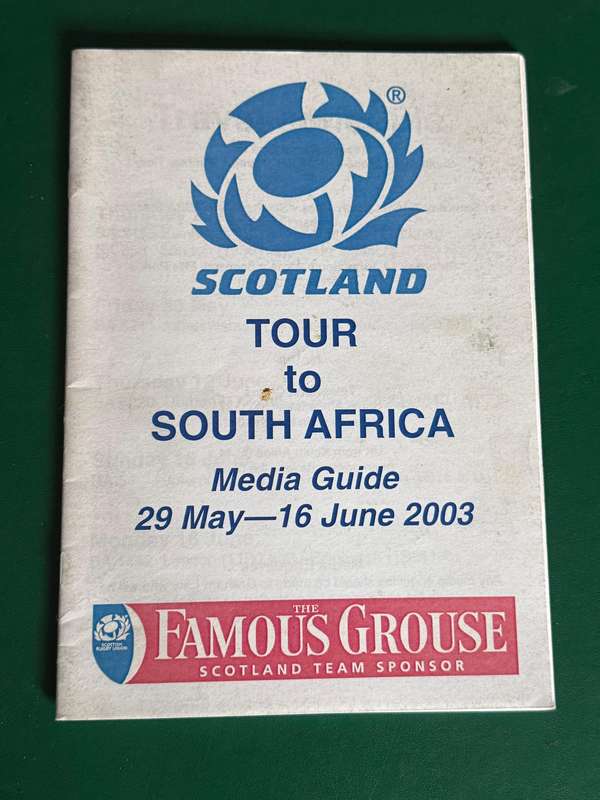 ®
SCOTLAND
TOUR
to
SOUTH AFRICA
Media Guide
29 May—16 June 2003
SCOTTISH
RUGBY UNION
THE
FAMOUS GROUSE
SCOTLAND TEAM SPONSOR